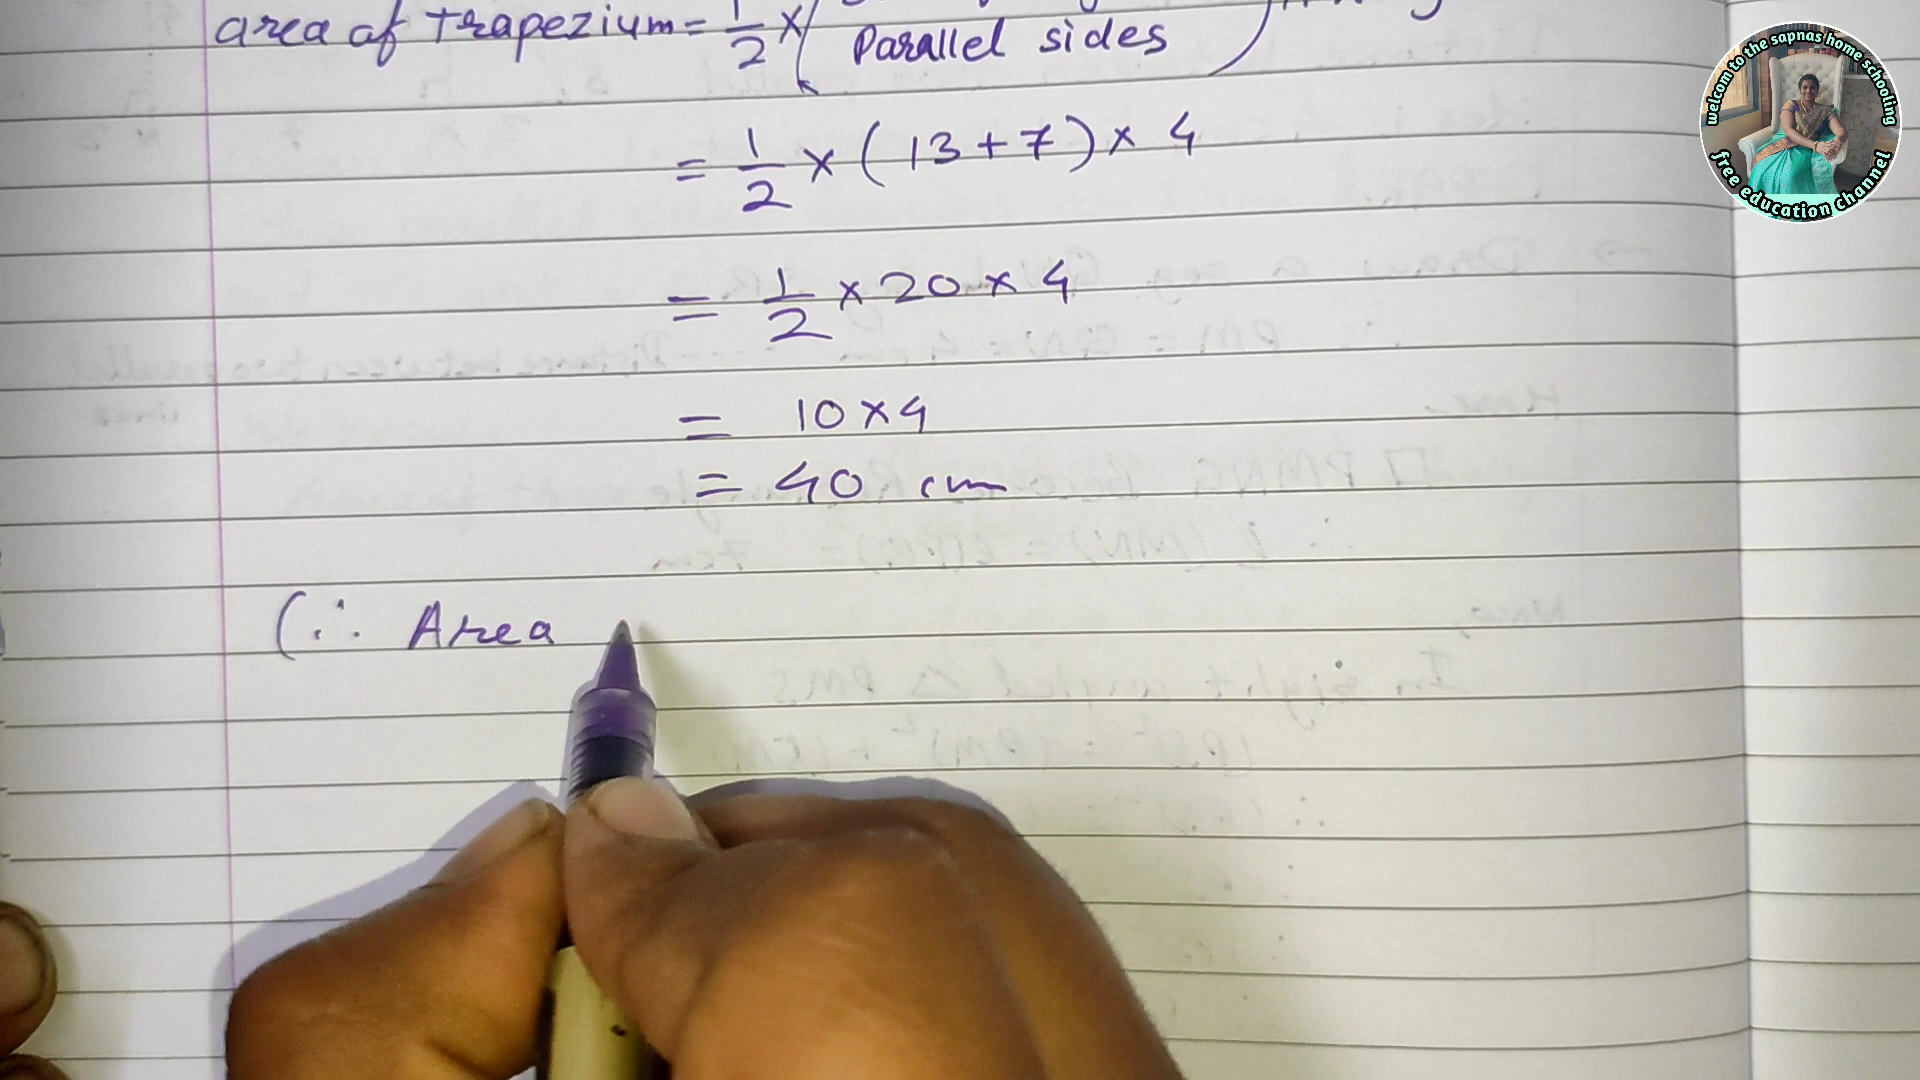 area of trapezium = 1/2 × ( Parallel sides )
= 1/2 × ( 13 + 7 ) × 4
= 1/2 × 20 × 4
= 10 × 4
= 40 cm
(∴ Area
welcom to the sapnas home schooling
free education channel